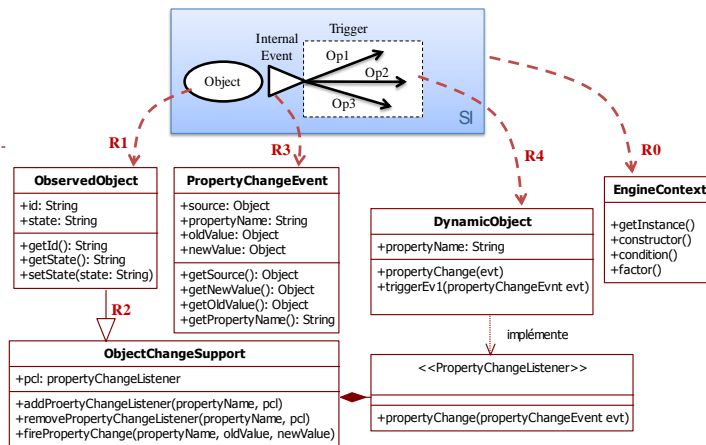 Trigger
Internal
Event
Object
Op1
Op2
Op3
SI
R1
R3
R4
R0
ObservedObject
+id: String
+state: String
+getId(): String
+getState(): String
+setState(state: String)
PropertyChangeEvent
+source: Object
+propertyName: String
+oldValue: Object
+newValue: Object
+getSource(): Object
+getNewValue(): Object
+getOldValue(): Object
+getPropertyName(): String
DynamicObject
+propertyName: String
+propertyChange(evt)
+triggerEv1(propertyChangeEvnt evt)
EngineContext
+getInstance()
+constructor()
+condition()
+factor()
R2
implémente
ObjectChangeSupport
+pcl: propertyChangeListener
+addProertyChangeListener(propertyName, pcl)
+removePropertyChangeListener(propertyName, pcl)
+firePropertyChange(propertyName, oldValue, newValue)
<<PropertyChangeListener>>
+propertyChange(propertyChangeEvent evt)